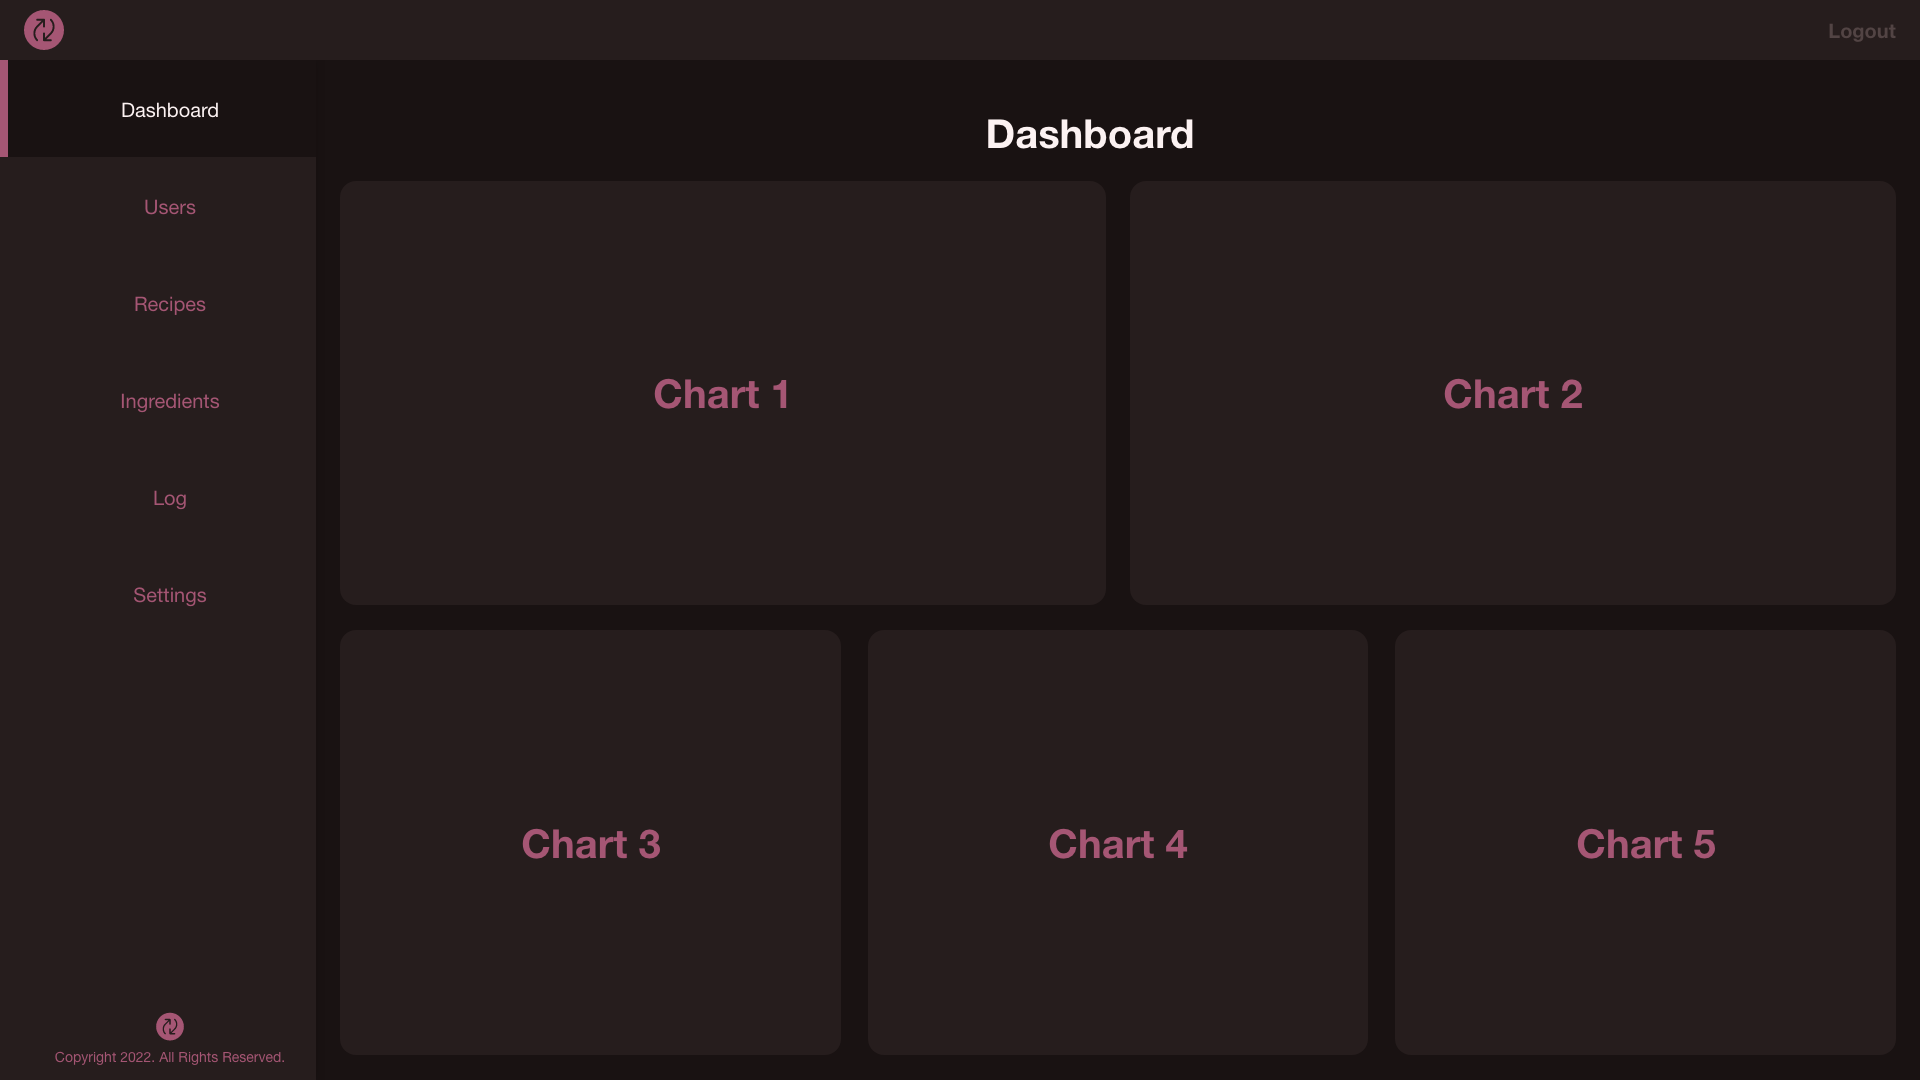 Logout
Dashboard
Users
Recipes
Ingredients
Log
Settings
Copyright 2022. All Rights Reserved.
Dashboard
Chart 1
Chart 2
Chart 3
Chart 4
Chart 5